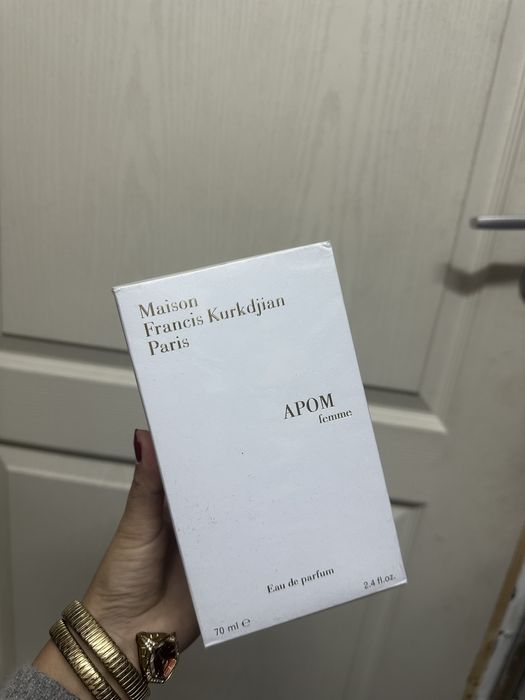 Maison
Francis Kurkdjian
Paris
APOM
femme
Eau de parfum
70 ml ℮
2.4 fl.oz.